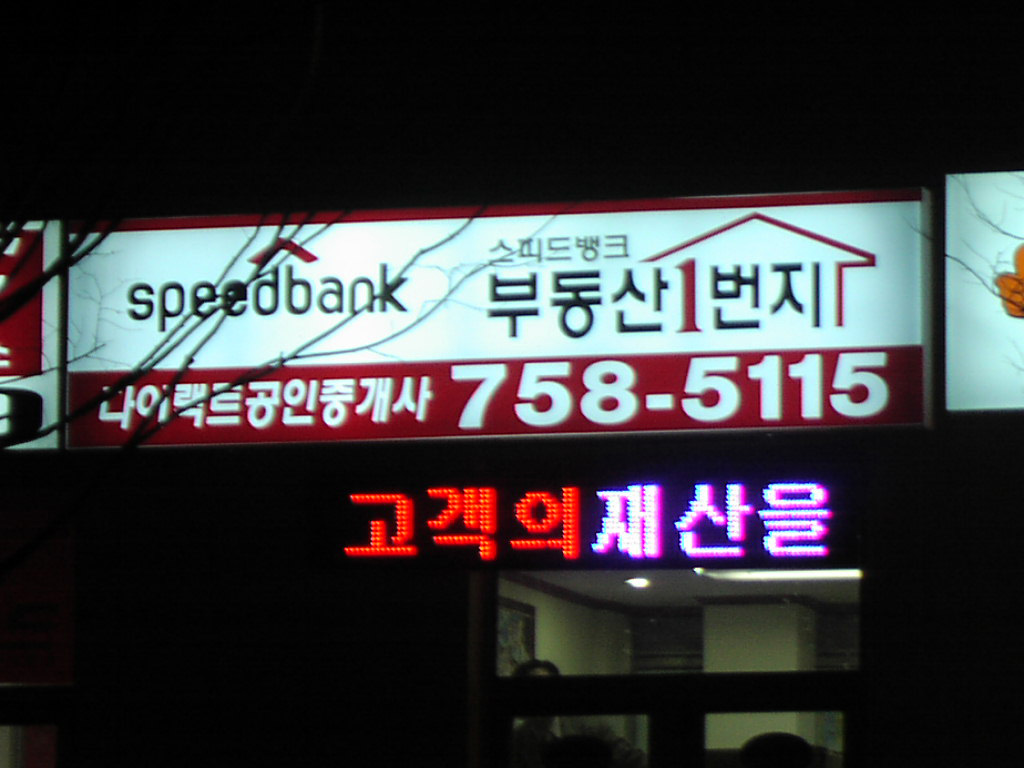 speedbank
스피드뱅크
부동산1번지
다이렉트공인중개사 758-5115
고객의재산을